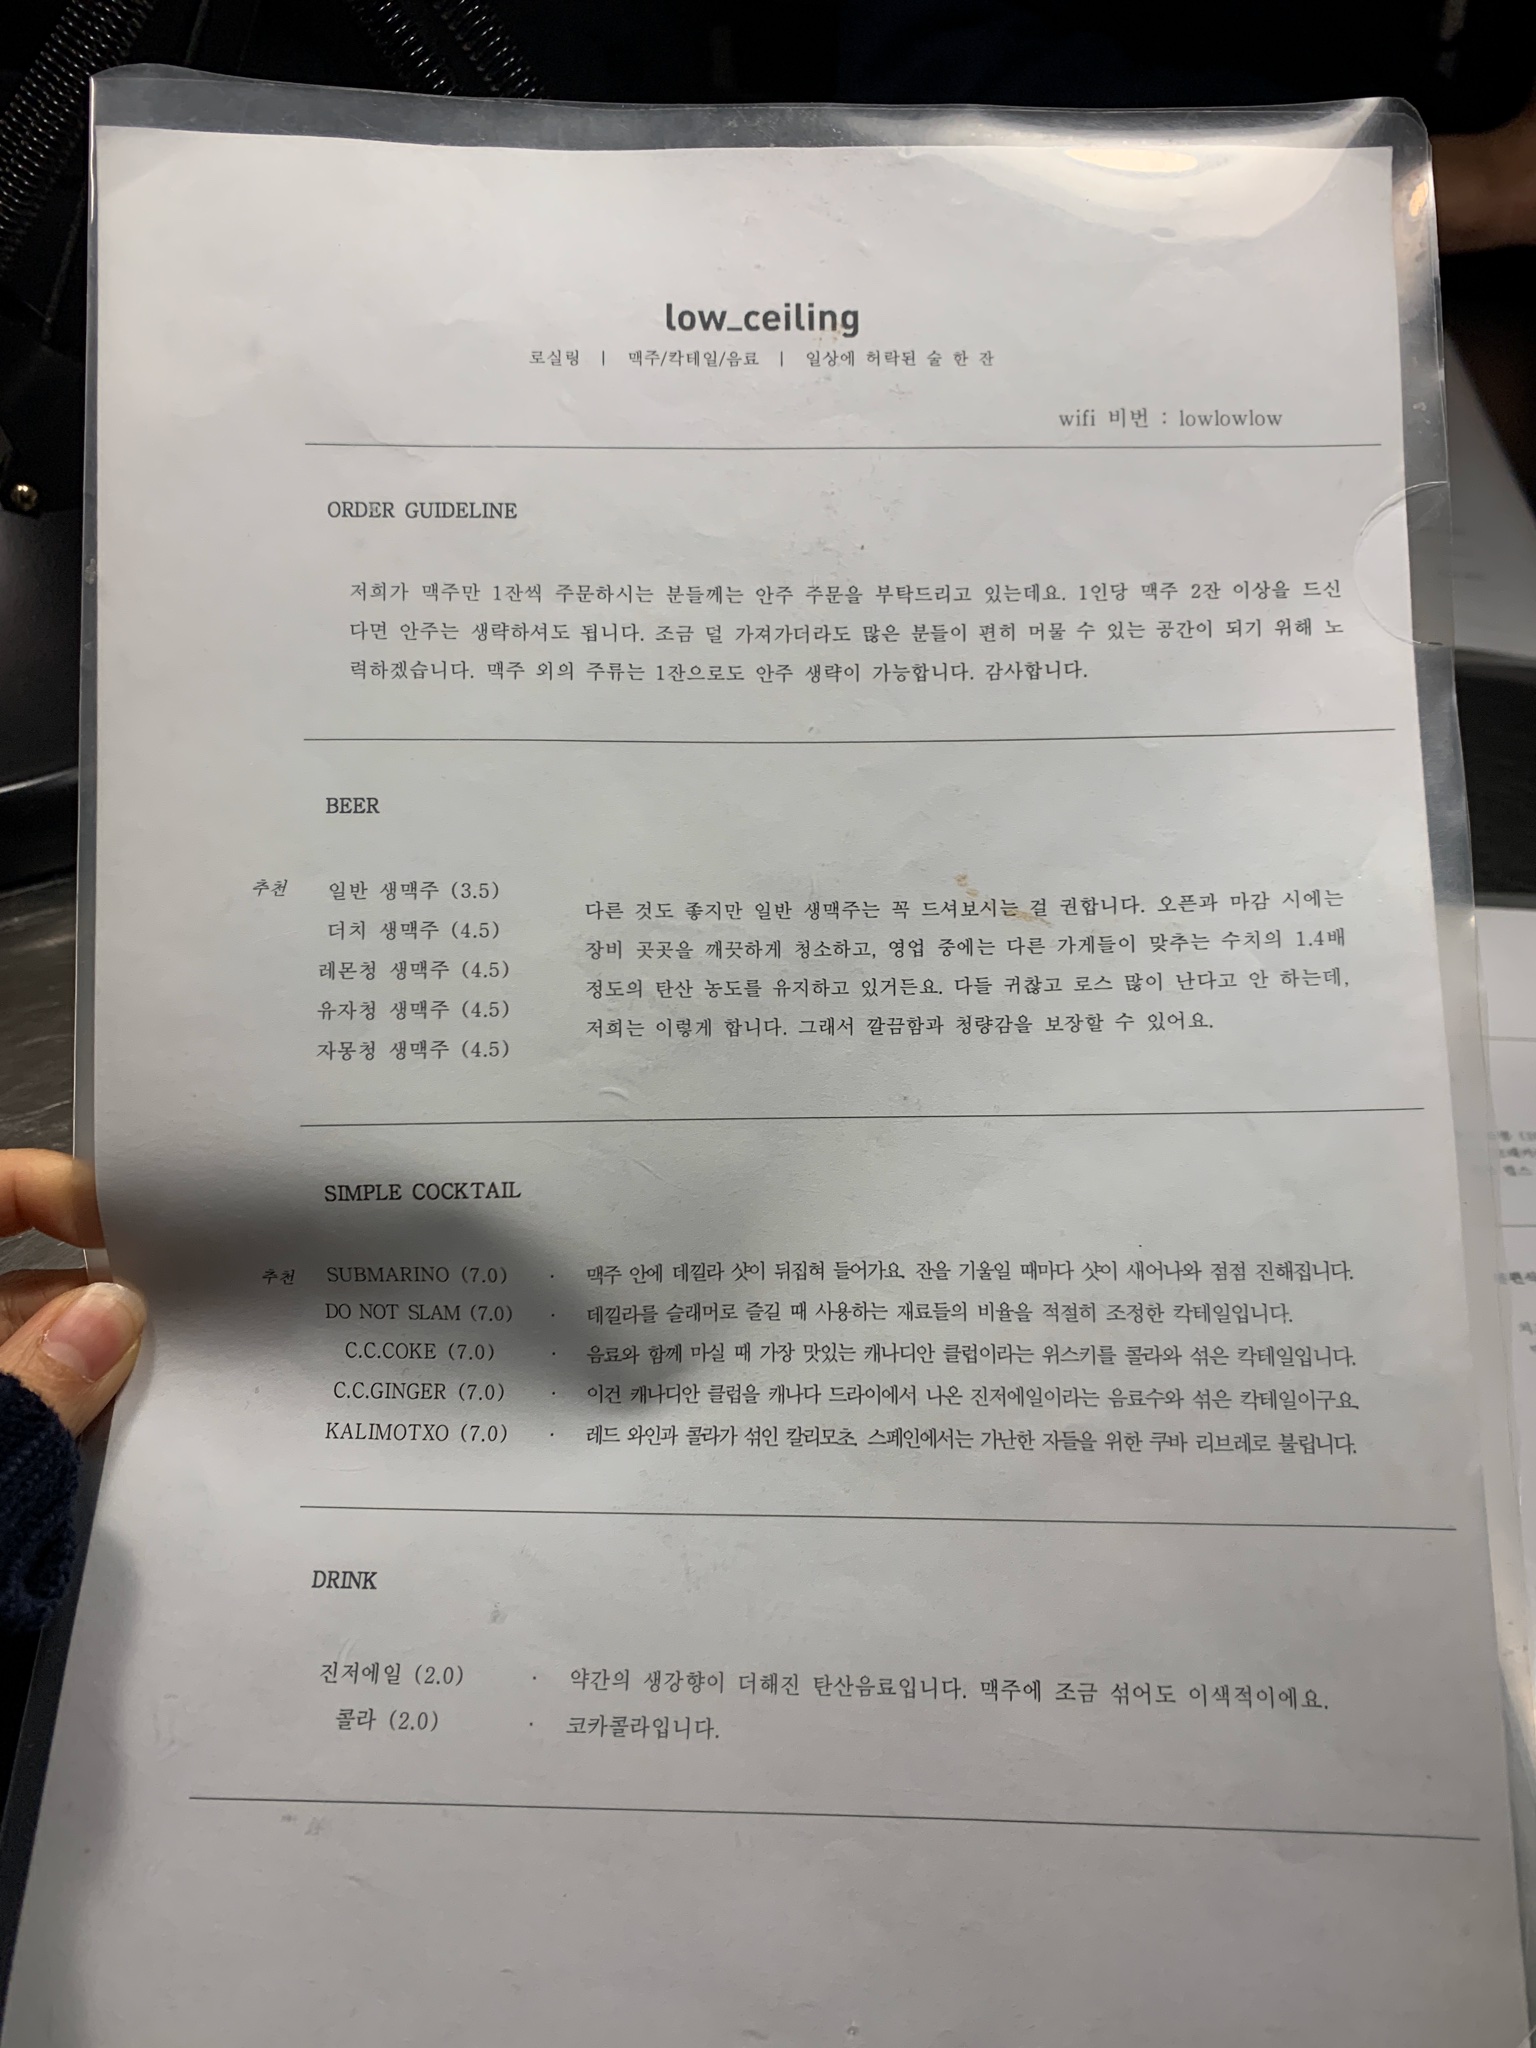 low_ceiling
로실링 | 맥주/칵테일/음료 | 일상에 허락된 술 한 잔
wifi 비번 : lowlowlow
ORDER GUIDELINE
저희가 맥주만 1잔씩 주문하시는 분들께는 안주 주문을 부탁드리고 있는데요. 1인당 맥주 2잔 이상을 드신
다면 안주는 생략하셔도 됩니다. 조금 덜 가져가더라도 많은 분들이 편히 머물 수 있는 공간이 되기 위해 노
력하겠습니다. 맥주 외의 주류는 1잔으로도 안주 생략이 가능합니다. 감사합니다.
BEER
추천 일반 생맥주 (3.5)
더치 생맥주 (4.5)
레몬청 생맥주 (4.5)
유자청 생맥주 (4.5)
자몽청 생맥주 (4.5)
다른 것도 좋지만 일반 생맥주는 꼭 드셔보시는 걸 권합니다. 오픈과 마감 시에는
장비 곳곳을 깨끗하게 청소하고, 영업 중에는 다른 가게들이 맞추는 수치의 1.4배
정도의 탄산 농도를 유지하고 있거든요. 다들 귀찮고 로스 많이 난다고 안 하는데,
저희는 이렇게 합니다. 그래서 깔끔함과 청량감을 보장할 수 있어요.
SIMPLE COCKTAIL
추천 SUBMARINO (7.0) · 맥주 안에 데낄라 샷이 뒤집혀 들어가요. 잔을 기울일 때마다 샷이 새어나와 점점 진해집니다.
DO NOT SLAM (7.0) · 데낄라를 슬래머로 즐길 때 사용하는 재료들의 비율을 적절히 조정한 칵테일입니다.
C.C.COKE (7.0) · 음료와 함께 마실 때 가장 맛있는 캐나디안 클럽이라는 위스키를 콜라와 섞은 칵테일입니다.
C.C.GINGER (7.0) · 이건 캐나디안 클럽을 캐나다 드라이에서 나온 진저에일이라는 음료수와 섞은 칵테일이구요.
KALIMOTXO (7.0) · 레드 와인과 콜라가 섞인 칼리모초. 스페인에서는 가난한 자들을 위한 쿠바 리브레로 불립니다.
DRINK
진저에일 (2.0) · 약간의 생강향이 더해진 탄산음료입니다. 맥주에 조금 섞어도 이색적이에요.
콜라 (2.0) · 코카콜라입니다.